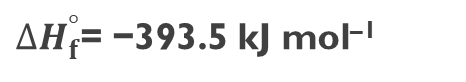 ΔH°f = −393.5 kJ mol⁻¹